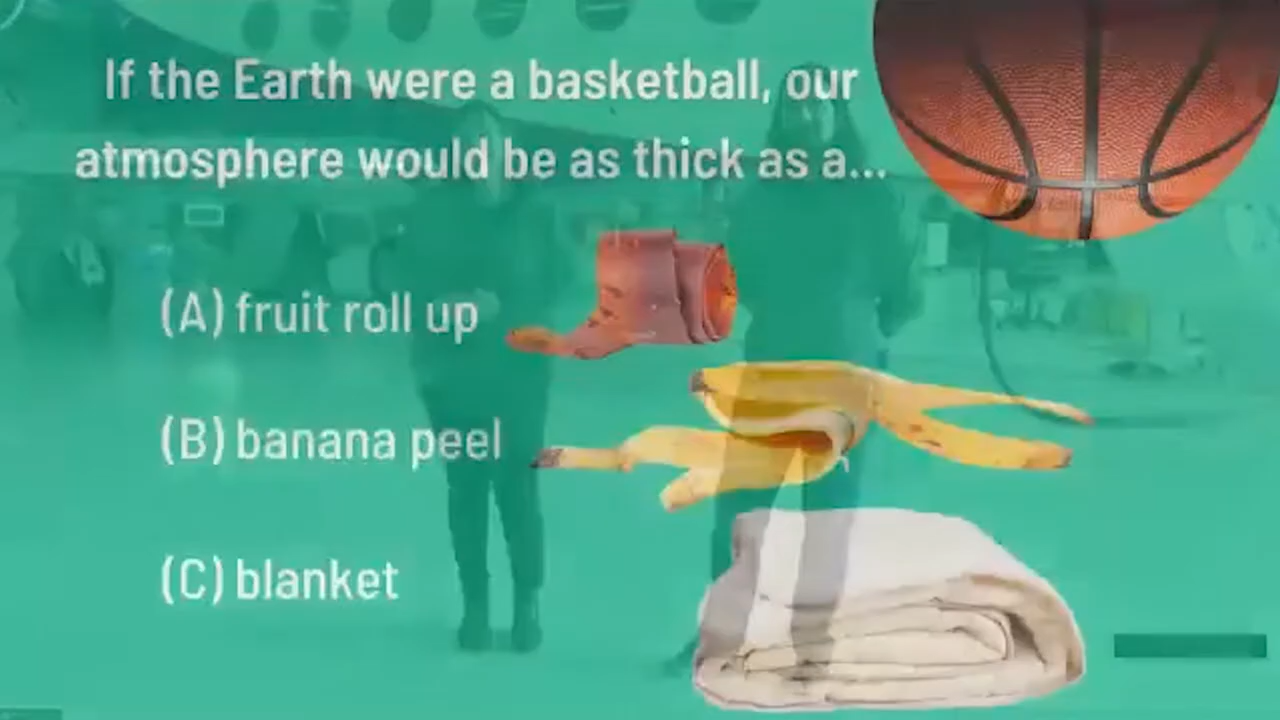 If the Earth were a basketball, our
atmosphere would be as thick as a...
(A) fruit roll up
(B) banana peel
(C) blanket